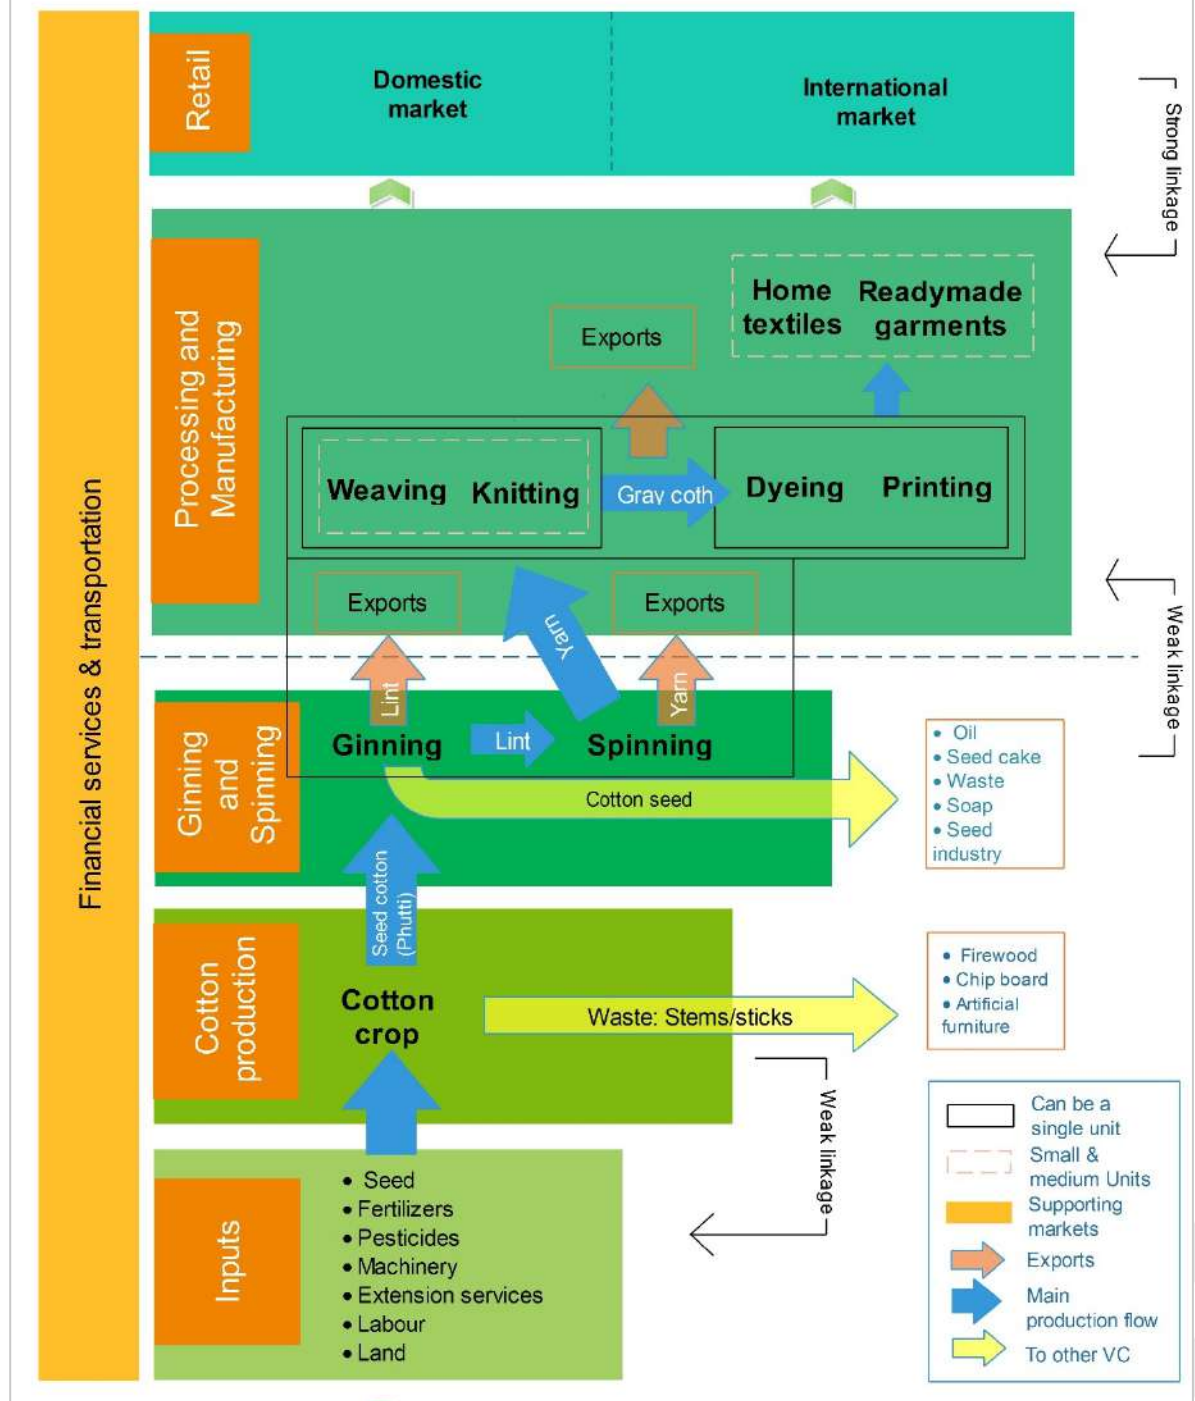 Financial services & transportation
Retail
Domestic
market
International
market
Strong linkage
Processing and
Manufacturing
Home
textiles
Readymade
garments
Exports
Weaving
Knitting
Gray coth
Dyeing
Printing
Exports
Yarn
Exports
Weak linkage
Ginning
and
Spinning
Lint
Yarn
Ginning
Lint
Spinning
Cotton seed
• Oil
• Seed cake
• Waste
• Soap
• Seed
industry
Cotton
production
Seed cotton
(Phutti)
Cotton
crop
Waste: Stems/sticks
• Firewood
• Chip board
• Artificial
furniture
Weak linkage
Inputs
• Seed
• Fertilizers
• Pesticides
• Machinery
• Extension services
• Labour
• Land
Can be a
single unit
Small &
medium Units
Supporting
markets
Exports
Main
production flow
To other VC